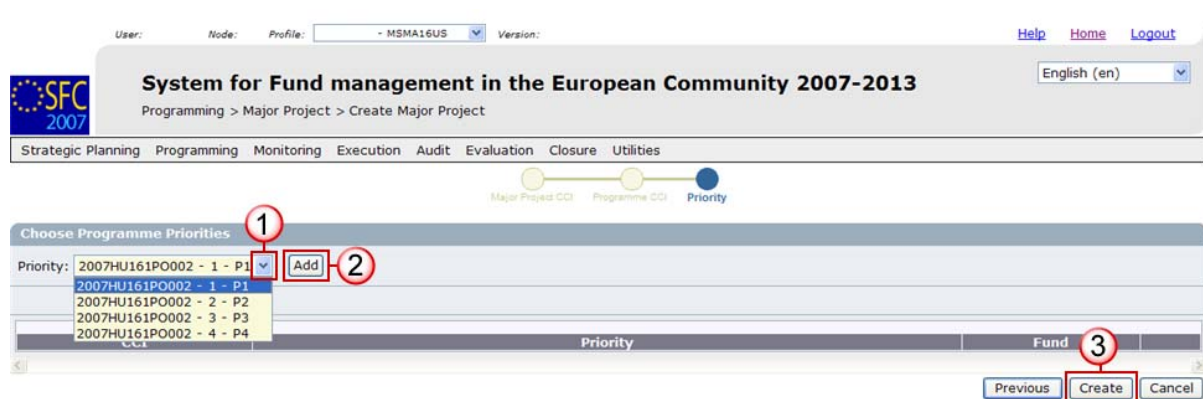 User: Node: Profile: - MSMA16US Version: Help Home Logout
English (en)
System for Fund management in the European Community 2007-2013
SFC
2007
Programming > Major Project > Create Major Project
Strategic Planning Programming Monitoring Execution Audit Evaluation Closure Utilities
Major Project CCI Programme CCI Priority
Choose Programme Priorities
1
Priority: 2007HU161PO002 - 1 - P1 Add 2
2007HU161PO002 - 1 - P1
2007HU161PO002 - 2 - P2
2007HU161PO002 - 3 - P3
2007HU161PO002 - 4 - P4
CCI Priority Fund
3
Previous Create Cancel